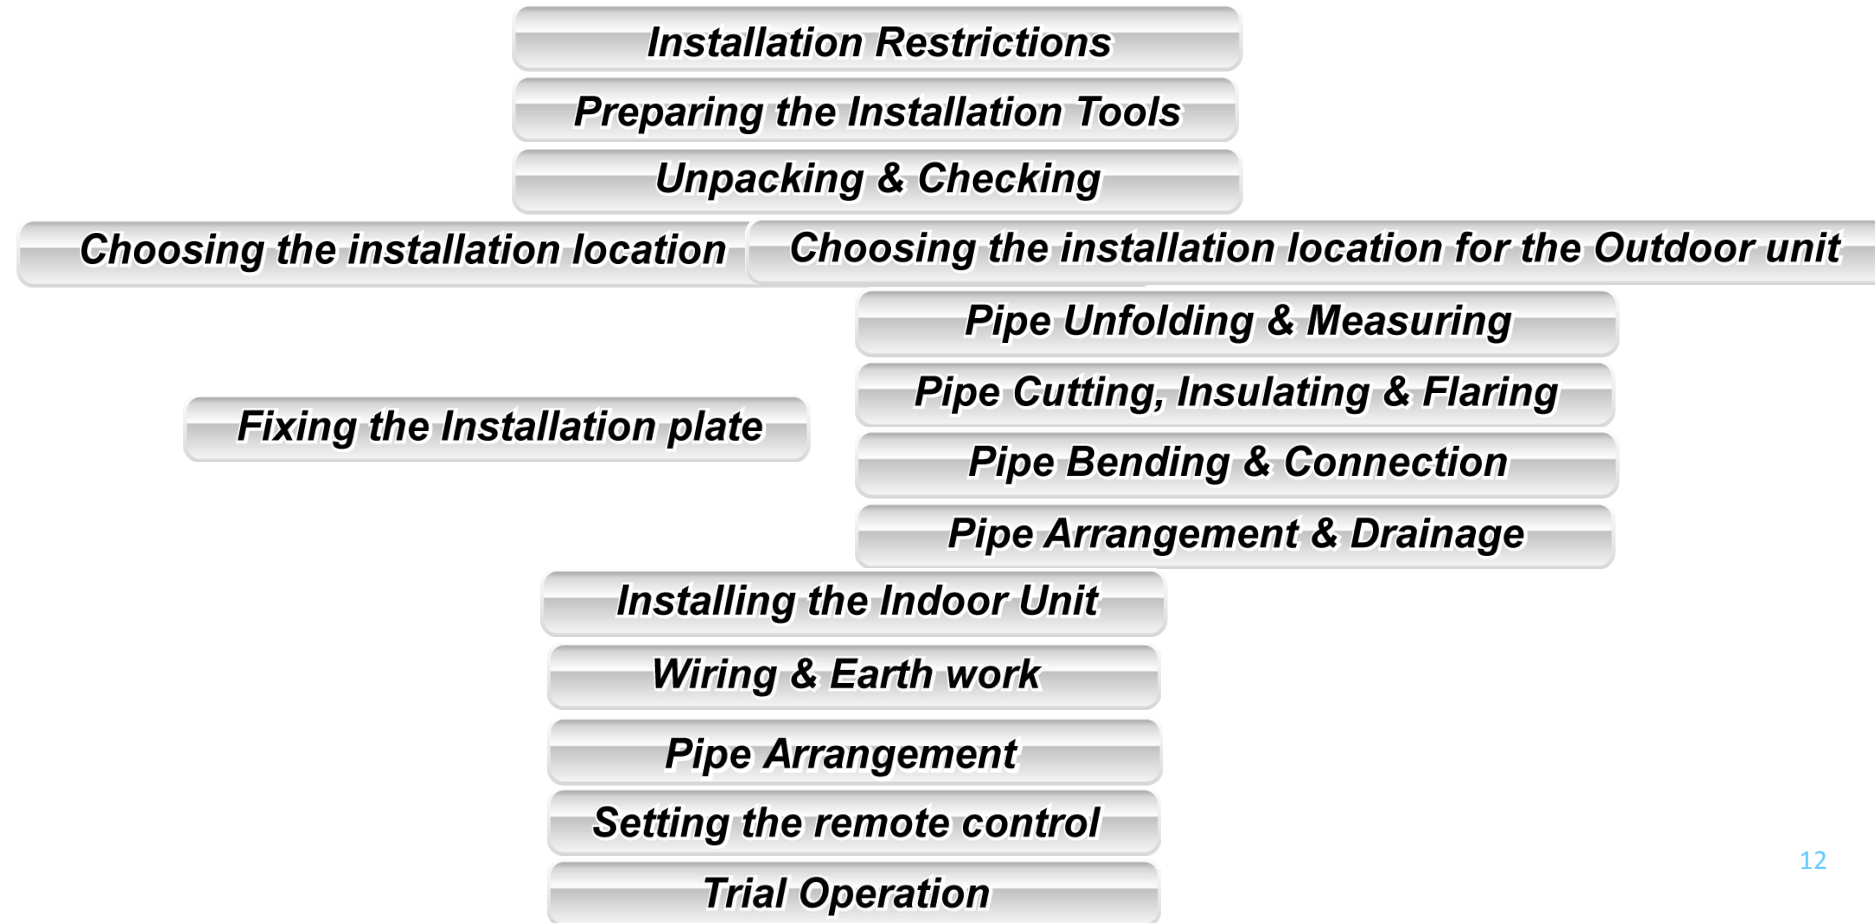 Installation Restrictions
Preparing the Installation Tools
Unpacking & Checking
Choosing the installation location
Choosing the installation location for the Outdoor unit
Pipe Unfolding & Measuring
Pipe Cutting, Insulating & Flaring
Fixing the Installation plate
Pipe Bending & Connection
Pipe Arrangement & Drainage
Installing the Indoor Unit
Wiring & Earth work
Pipe Arrangement
Setting the remote control
Trial Operation
12